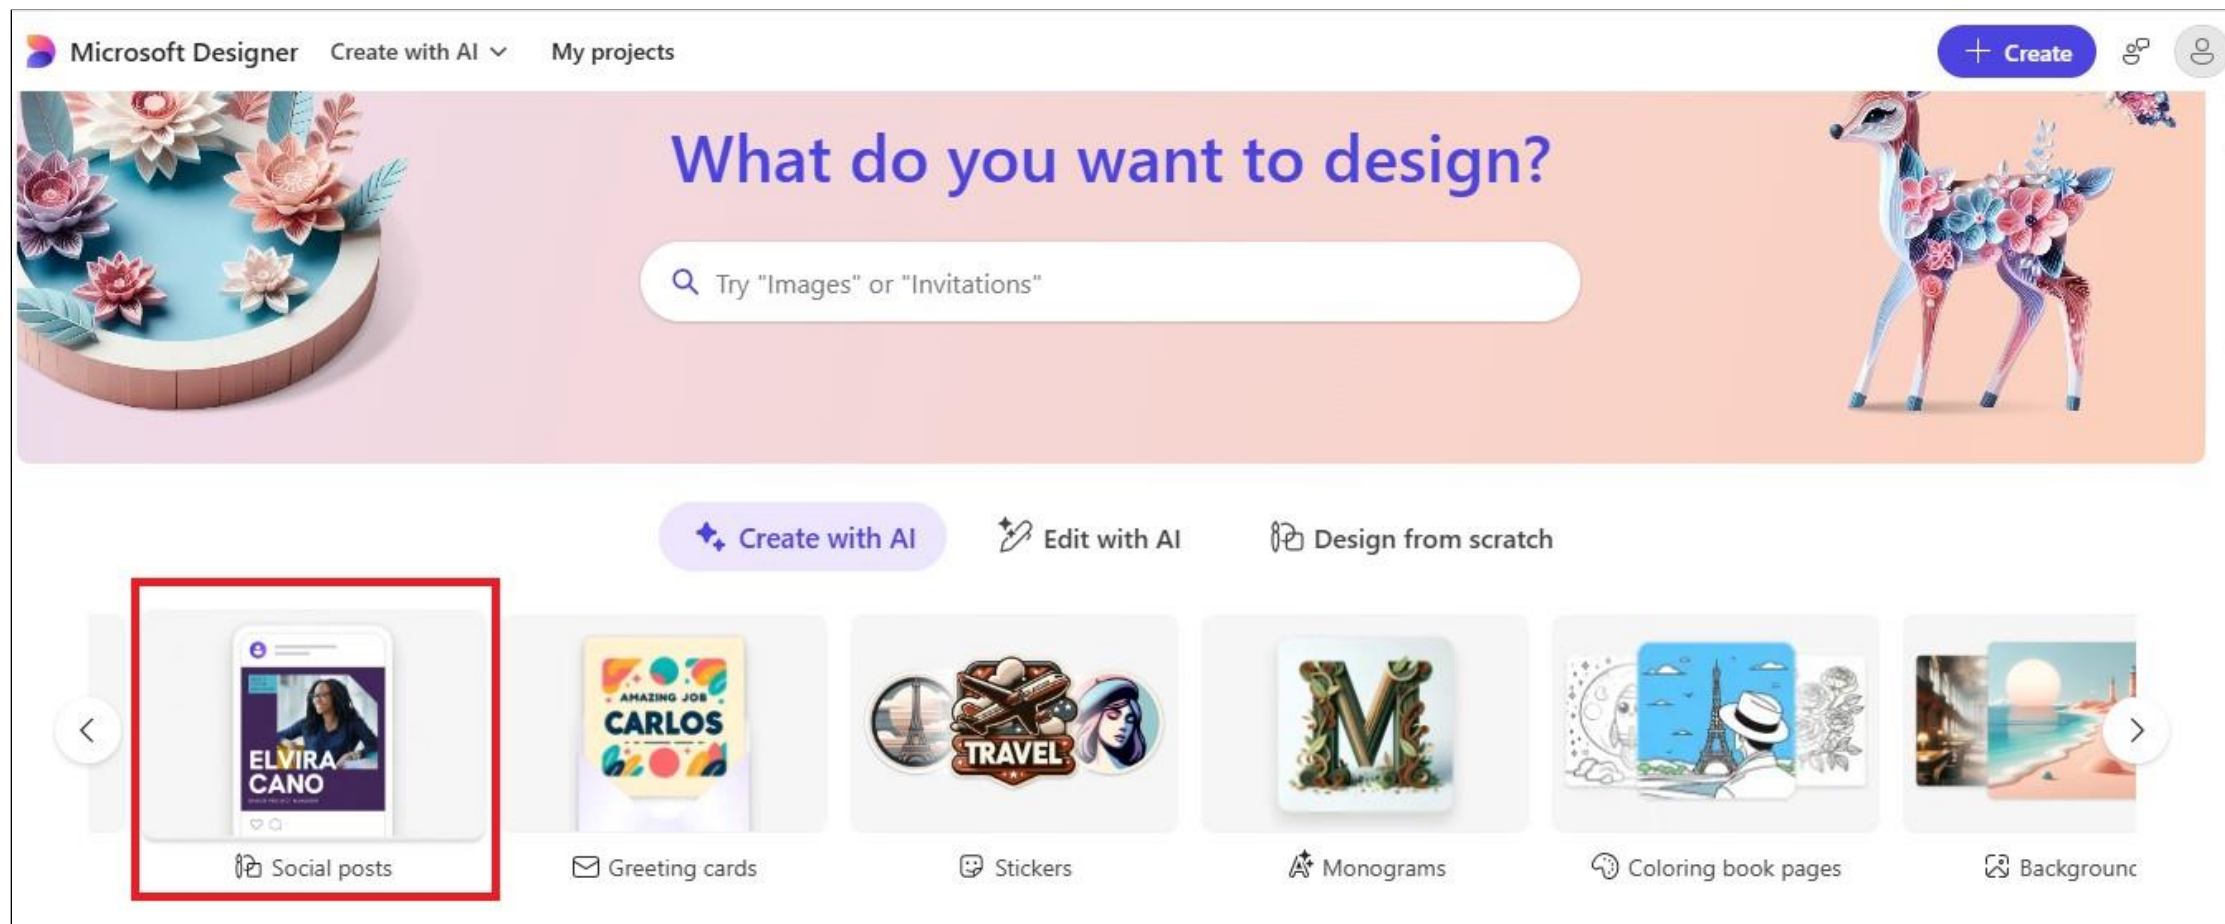 Microsoft Designer Create with AI My projects + Create
What do you want to design?
Try "Images" or "Invitations"
Create with AI Edit with AI Design from scratch
ELVIRA
CANO
AMAZING JOB
CARLOS
TRAVEL
M
Social posts Greeting cards Stickers Monograms Coloring book pages Background